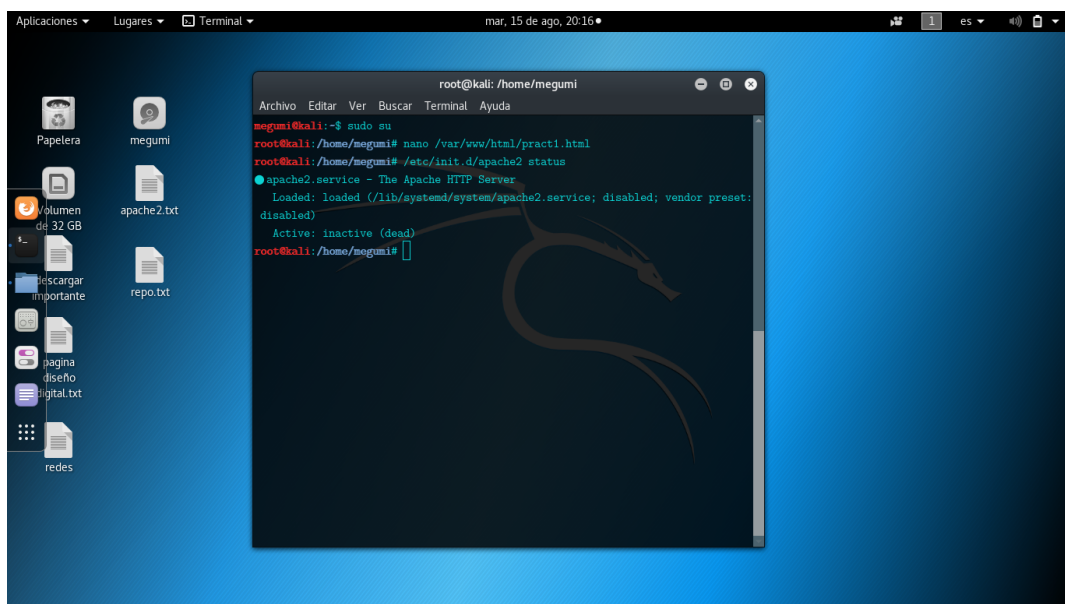 Aplicaciones Lugares Terminal mar, 15 de ago, 20:16 1 es
root@kali: /home/megumi
Archivo Editar Ver Buscar Terminal Ayuda
megumi@kali:~$ sudo su
root@kali:/home/megumi# nano /var/www/html/pract1.html
root@kali:/home/megumi# /etc/init.d/apache2 status
apache2.service - The Apache HTTP Server
Loaded: loaded (/lib/systemd/system/apache2.service; disabled; vendor preset:
disabled)
Active: inactive (dead)
root@kali:/home/megumi#
Papelera
megumi
Volumen
de 32 GB
apache2.txt
descargar
importante
repo.txt
pagina
diseño
digital.txt
redes